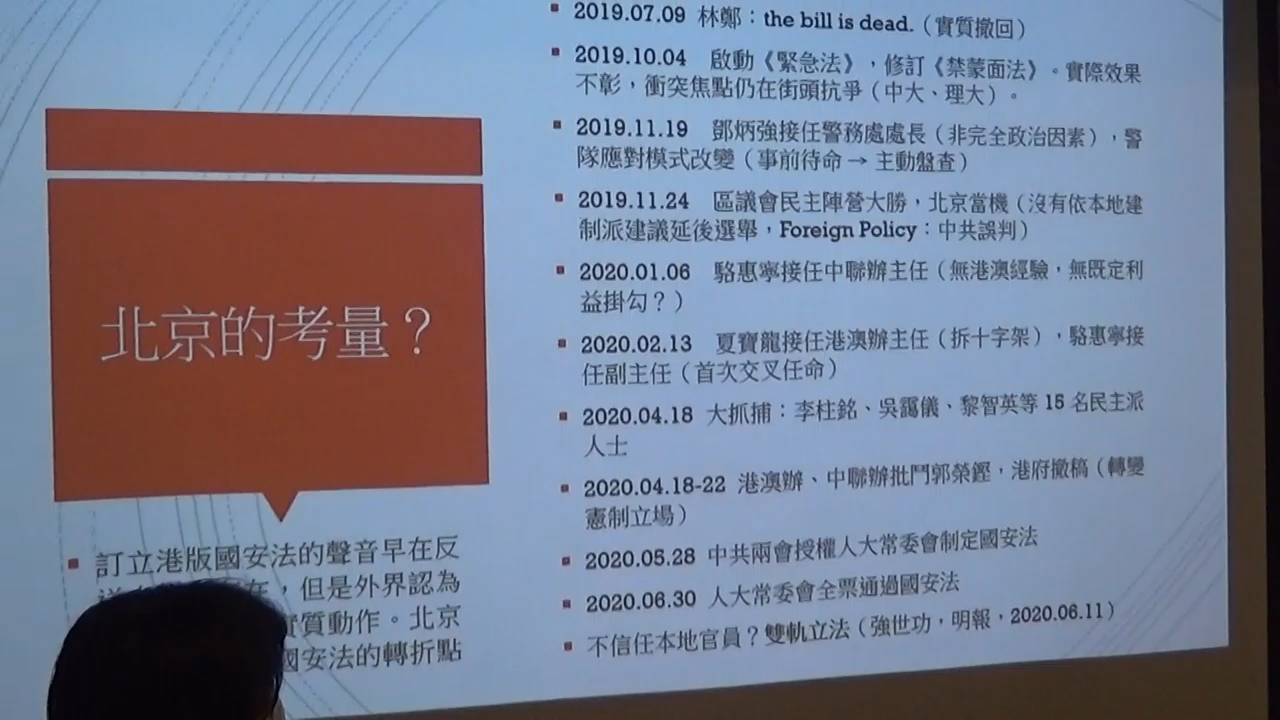 北京的考量？
訂立港版國安法的聲音早在反
，但是外界認為
質動作。北京
國安法的轉折點
2019.07.09 林鄭：the bill is dead.（實質撤回）
2019.10.04 啟動《緊急法》，修訂《禁蒙面法》。實際效果
不彰，衝突焦點仍在街頭抗爭（中大、理大）。
2019.11.19 鄧炳強接任警務處處長（非完全政治因素），警
隊應對模式改變（事前待命 → 主動盤查）
2019.11.24 區議會民主陣營大勝，北京當機（沒有依本地建
制派建議延後選舉，Foreign Policy：中共誤判）
2020.01.06 駱惠寧接任中聯辦主任（無港澳經驗，無既定利
益掛勾？）
2020.02.13 夏寶龍接任港澳辦主任（拆十字架），駱惠寧接
任副主任（首次交叉任命）
2020.04.18 大抓捕：李柱銘、吳靄儀、黎智英等 15 名民主派
人士
2020.04.18-22 港澳辦、中聯辦批鬥郭榮鏗，港府撤稿（轉變
憲制立場）
2020.05.28 中共兩會授權人大常委會制定國安法
2020.06.30 人大常委會全票通過國安法
不信任本地官員？雙軌立法（強世功，明報，2020.06.11）